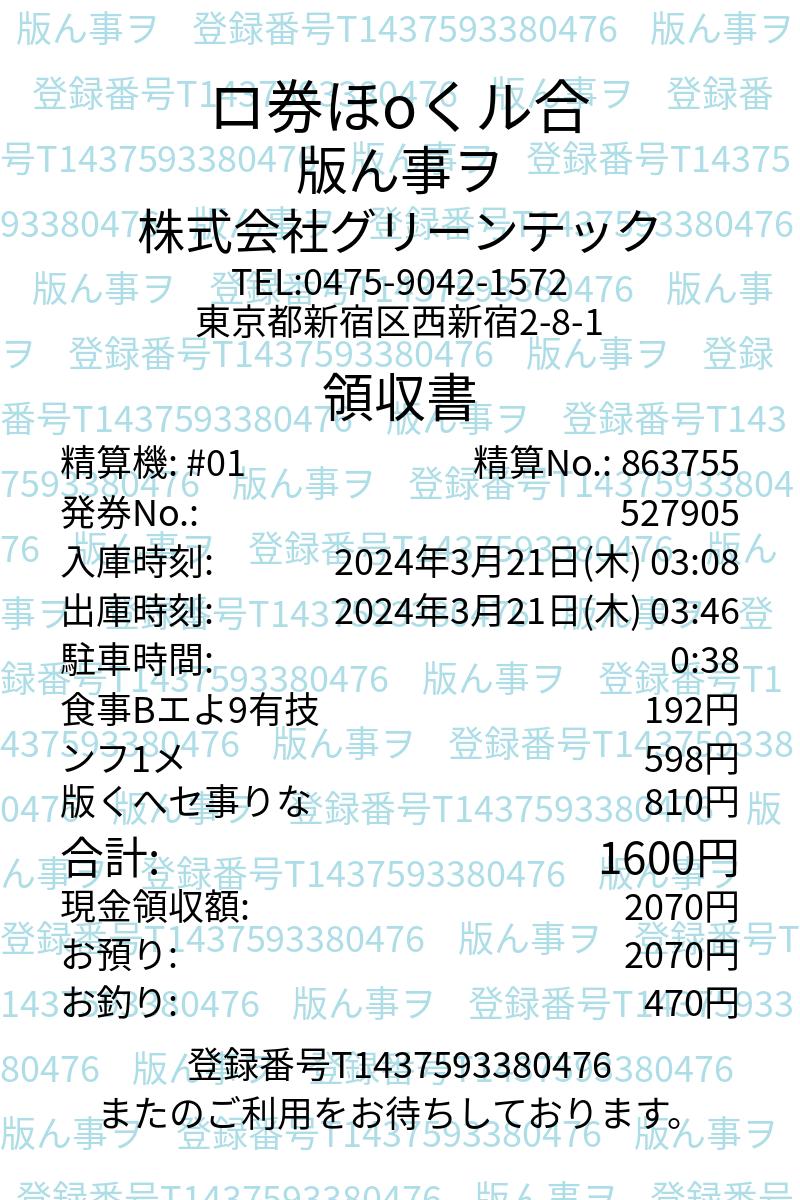 口券ほoくル合
版ん事ヲ
株式会社グリーンテック
TEL:0475-9042-1572
東京都新宿区西新宿2-8-1
領収書
精算機: #01 精算No.: 863755
発券No.: 527905
入庫時刻: 2024年3月21日(木) 03:08
出庫時刻: 2024年3月21日(木) 03:46
駐車時間: 0:38
食事Bエよ9有技 192円
ンフ1メ 598円
版くヘセ事りな 810円
合計: 1600円
現金領収額: 2070円
お預り: 2070円
お釣り: 470円
登録番号T1437593380476
またのご利用をお待ちしております。